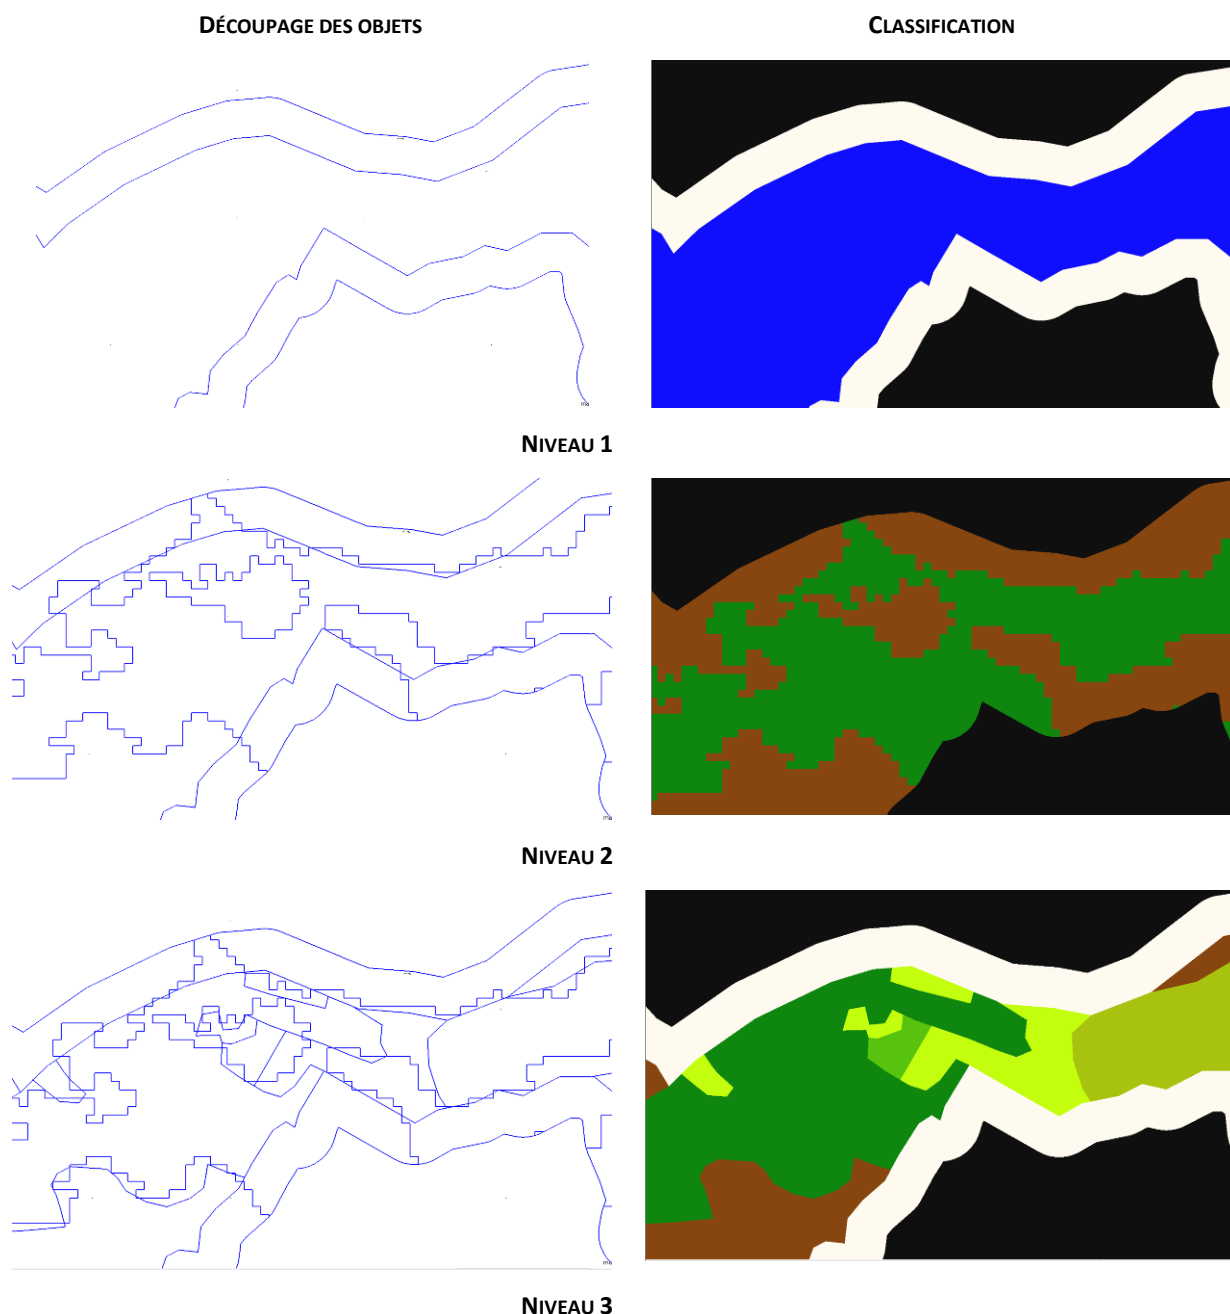 DÉCOUPAGE DES OBJETS
CLASSIFICATION
NIVEAU 1
NIVEAU 2
NIVEAU 3